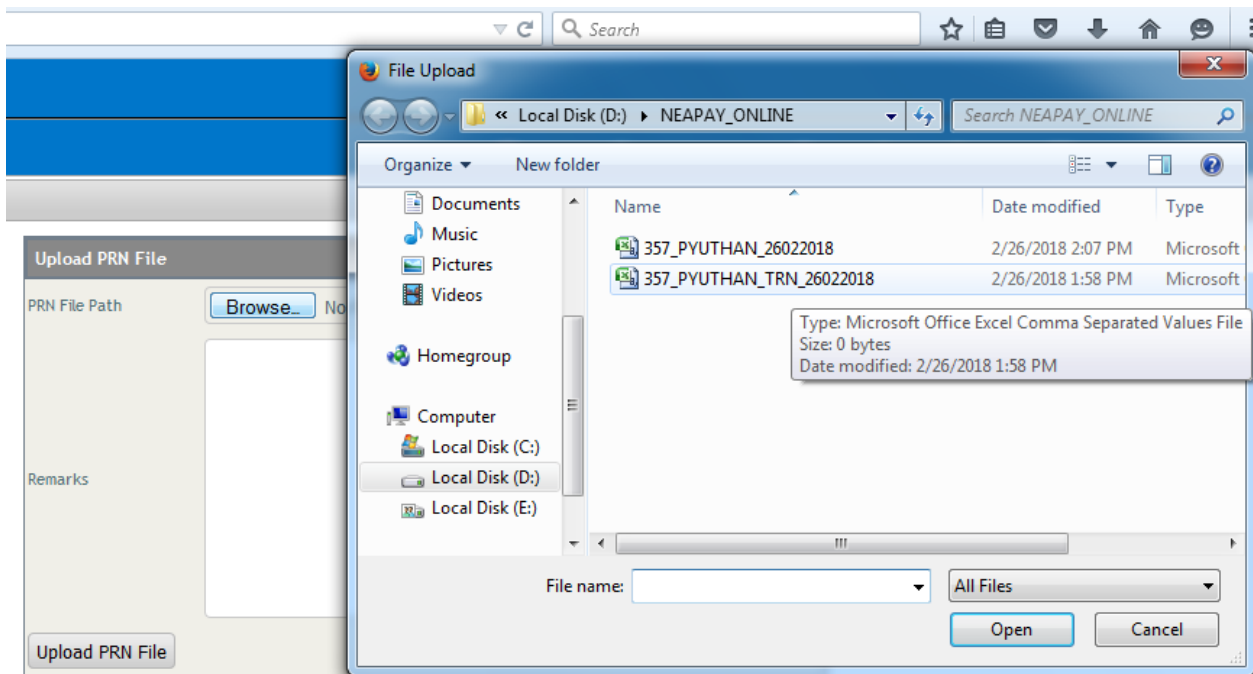 Search
File Upload
« Local Disk (D:) NEAPAY_ONLINE
Search NEAPAY_ONLINE
Organize
New folder
Documents
Music
Pictures
Videos
Homegroup
Computer
Local Disk (C:)
Local Disk (D:)
Local Disk (E:)
Name Date modified Type
357_PYUTHAN_26022018 2/26/2018 2:07 PM Microsoft
357_PYUTHAN_TRN_26022018 2/26/2018 1:58 PM Microsoft
Type: Microsoft Office Excel Comma Separated Values File
Size: 0 bytes
Date modified: 2/26/2018 1:58 PM
File name:
All Files
Open Cancel
Upload PRN File
PRN File Path
Browse_ No
Remarks
Upload PRN File